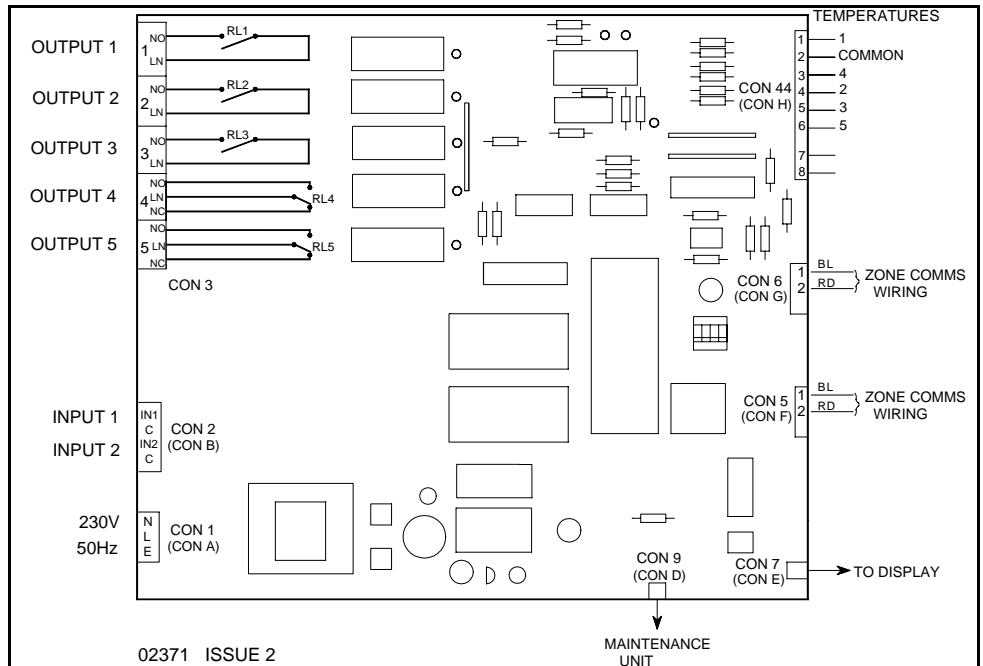 TEMPERATURES
OUTPUT 1
1
NO
LN
RL1
OUTPUT 2
2
NO
LN
RL2
OUTPUT 3
3
NO
LN
RL3
OUTPUT 4
4
NO
LN
NC
RL4
OUTPUT 5
5
NO
LN
NC
RL5
CON 3
1 1
2 COMMON
3 4
4 2
5 3
6 5
7
8
CON 44
(CON H)
CON 6
(CON G)
1 BL
2 RD
ZONE COMMS
WIRING
CON 5
(CON F)
1 BL
2 RD
ZONE COMMS
WIRING
INPUT 1
INPUT 2
IN1
C
IN2
C
CON 2
(CON B)
230V
50Hz
N
L
E
CON 1
(CON A)
CON 9
(CON D)
CON 7
(CON E)
TO DISPLAY
MAINTENANCE
UNIT
02371 ISSUE 2